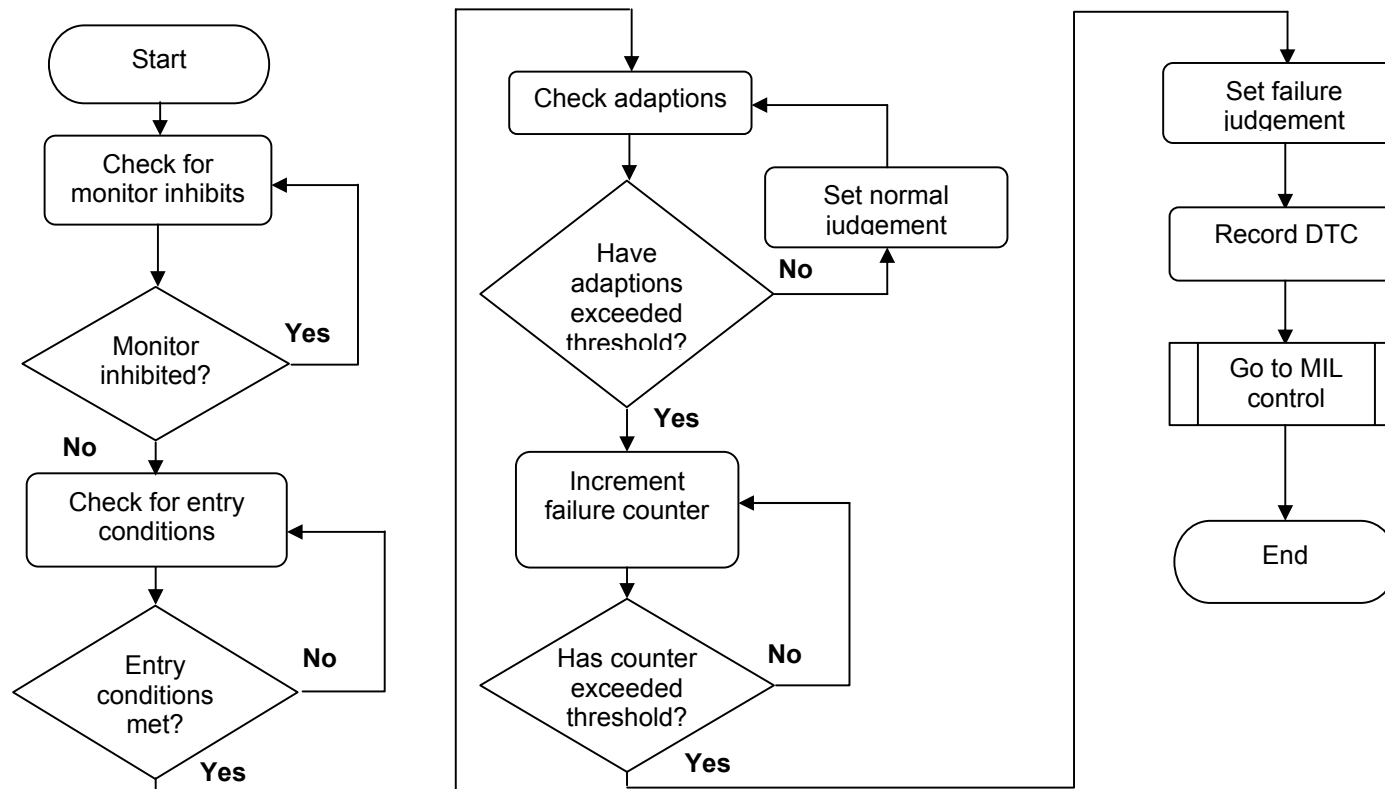 Start
Check for
monitor inhibits
Monitor
inhibited?
Yes
No
Check for entry
conditions
Entry
conditions
met?
No
Yes
Check adaptions
Set normal
judgement
Have
adaptions
exceeded
threshold?
No
Yes
Increment
failure counter
Has counter
exceeded
threshold?
No
Yes
Set failure
judgement
Record DTC
Go to MIL
control
End